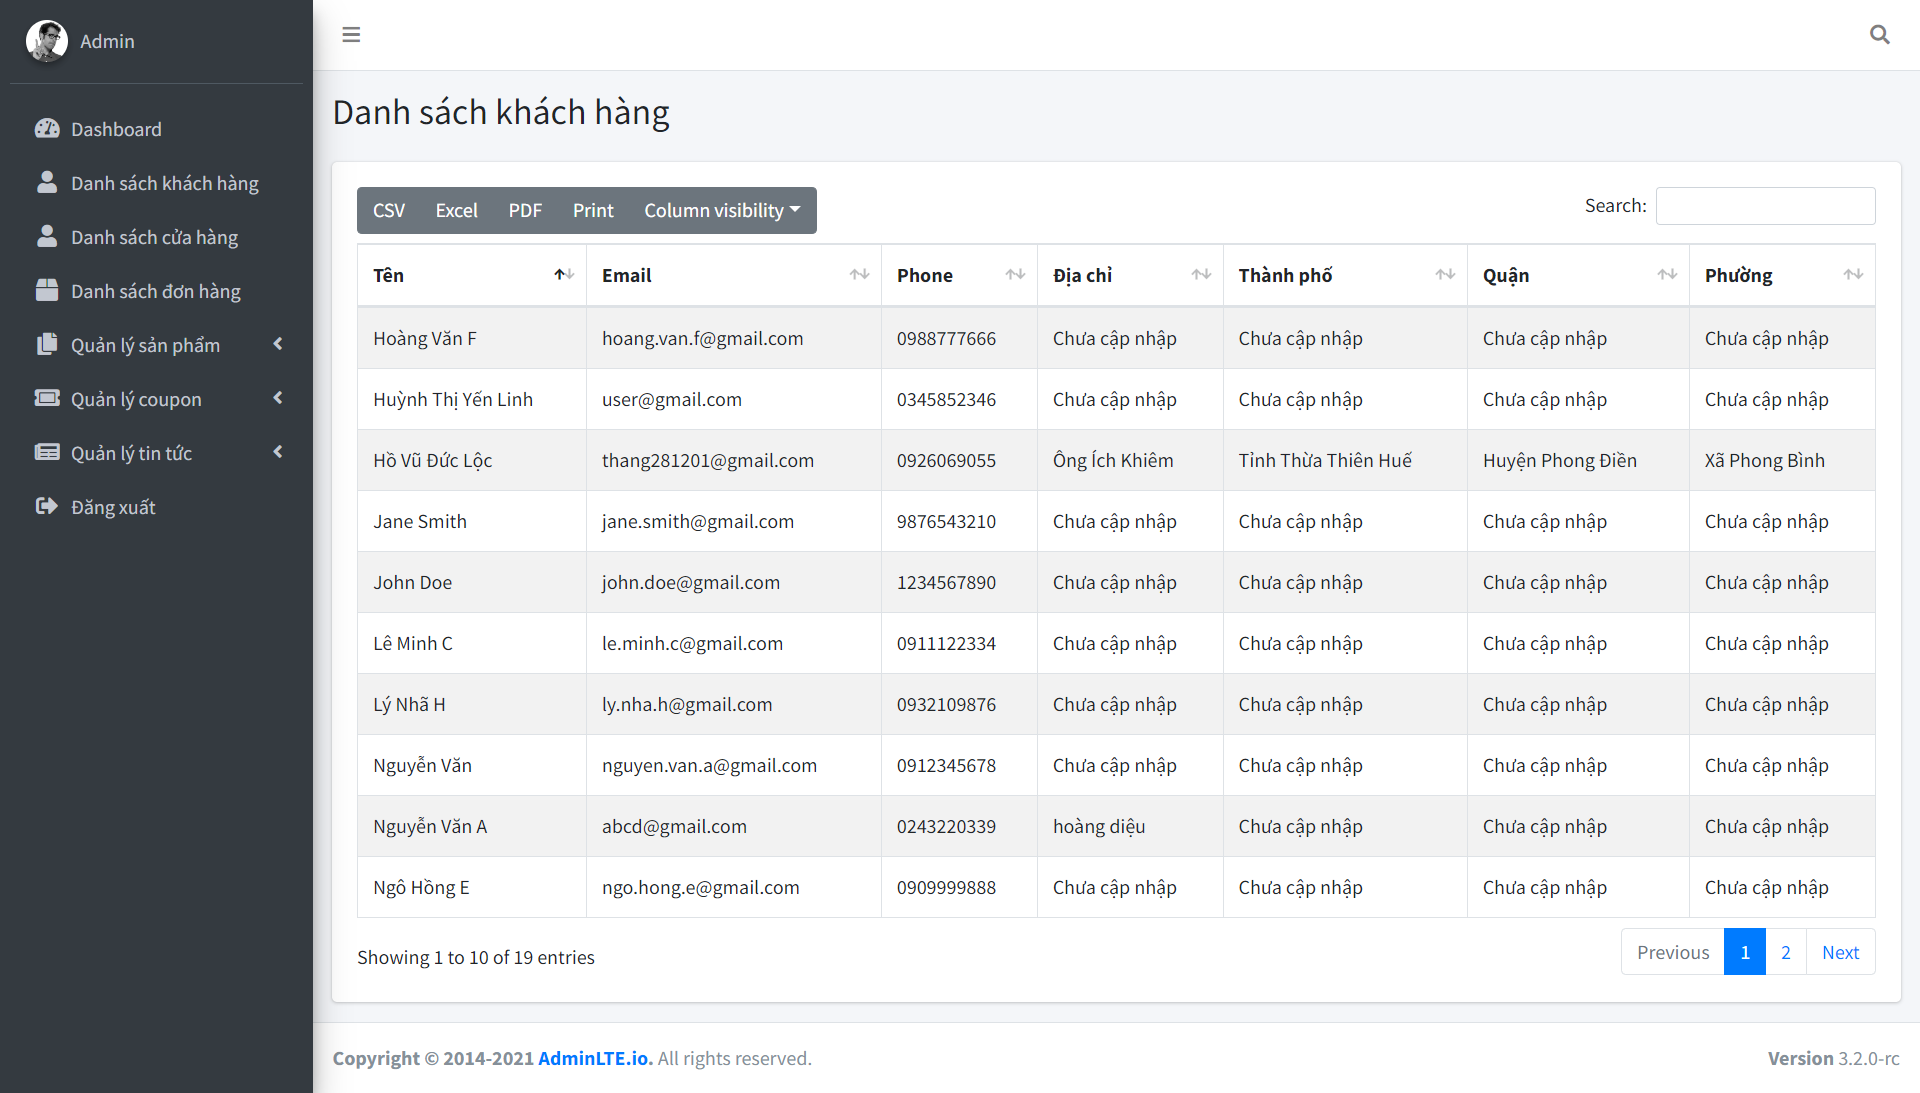 Admin
Dashboard
Danh sách khách hàng
Danh sách cửa hàng
Danh sách đơn hàng
Quản lý sản phẩm
Quản lý coupon
Quản lý tin tức
Đăng xuất
Danh sách khách hàng
CSV Excel PDF Print Column visibility
Search:
Tên Email Phone Địa chỉ Thành phố Quận Phường
Hoàng Văn F hoang.van.f@gmail.com 0988777666 Chưa cập nhập Chưa cập nhập Chưa cập nhập Chưa cập nhập
Huỳnh Thị Yến Linh user@gmail.com 0345852346 Chưa cập nhập Chưa cập nhập Chưa cập nhập Chưa cập nhập
Hồ Vũ Đức Lộc thang281201@gmail.com 0926069055 Ông Ích Khiêm Tỉnh Thừa Thiên Huế Huyện Phong Điền Xã Phong Bình
Jane Smith jane.smith@gmail.com 9876543210 Chưa cập nhập Chưa cập nhập Chưa cập nhập Chưa cập nhập
John Doe john.doe@gmail.com 1234567890 Chưa cập nhập Chưa cập nhập Chưa cập nhập Chưa cập nhập
Lê Minh C le.minh.c@gmail.com 0911122334 Chưa cập nhập Chưa cập nhập Chưa cập nhập Chưa cập nhập
Lý Nhã H ly.nha.h@gmail.com 0932109876 Chưa cập nhập Chưa cập nhập Chưa cập nhập Chưa cập nhập
Nguyễn Văn nguyen.van.a@gmail.com 0912345678 Chưa cập nhập Chưa cập nhập Chưa cập nhập Chưa cập nhập
Nguyễn Văn A abcd@gmail.com 0243220339 hoàng diệu Chưa cập nhập Chưa cập nhập Chưa cập nhập
Ngô Hồng E ngo.hong.e@gmail.com 0909999888 Chưa cập nhập Chưa cập nhập Chưa cập nhập Chưa cập nhập
Showing 1 to 10 of 19 entries
Previous 1 2 Next
Copyright © 2014-2021 AdminLTE.io. All rights reserved.
Version 3.2.0-rc